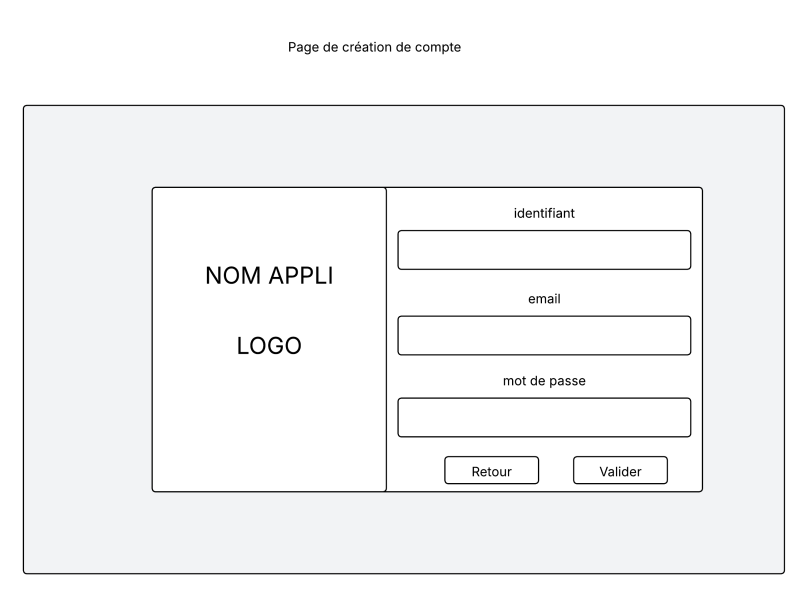 Page de création de compte
NOM APPLI
LOGO
identifiant
email
mot de passe
Retour
Valider